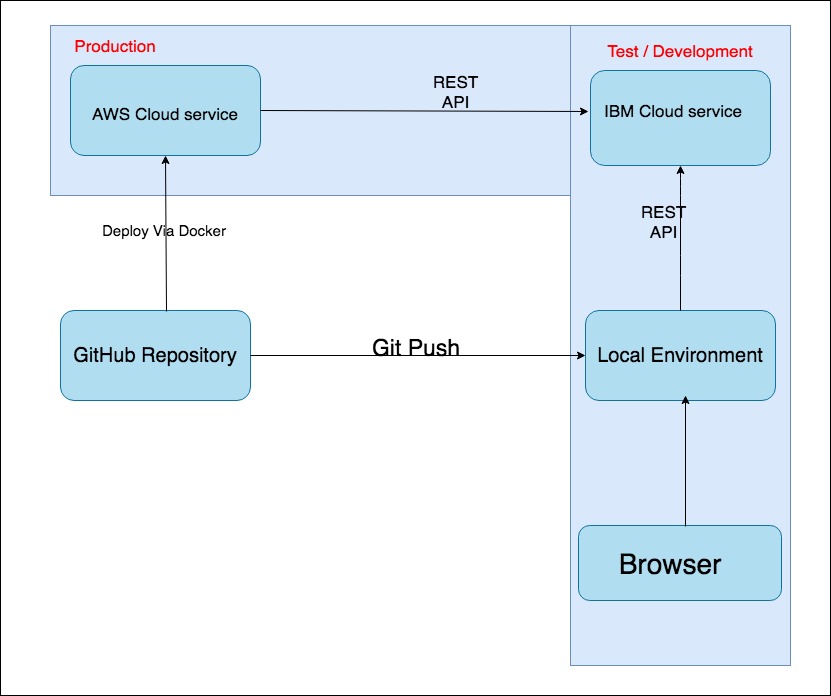 Production
Test / Development
AWS Cloud service
REST
API
IBM Cloud service
Deploy Via Docker
REST
API
GitHub Repository
Git Push
Local Environment
Browser